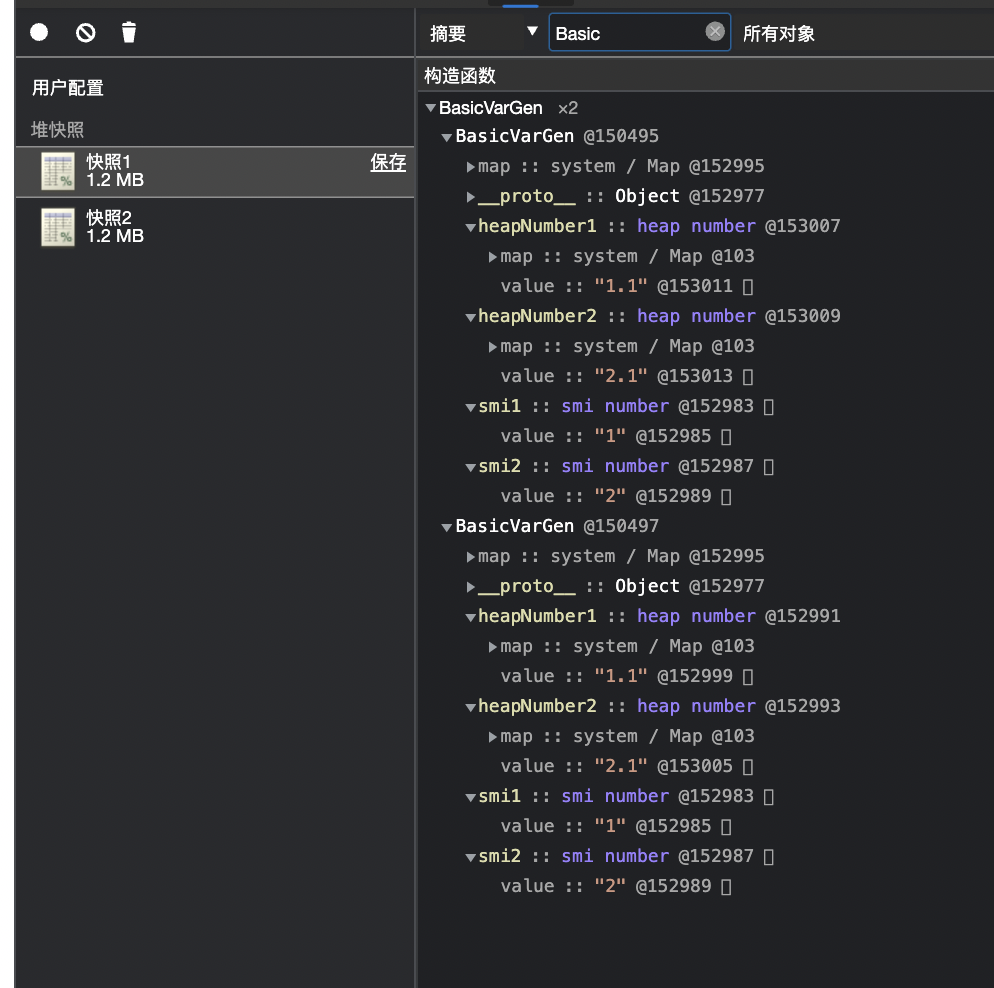 摘要
Basic
所有对象
用户配置
堆快照
快照1
保存
1.2 MB
快照2
1.2 MB
构造函数
BasicVarGen ×2
BasicVarGen @150495
map :: system / Map @152995
__proto__ :: Object @152977
heapNumber1 :: heap number @153007
map :: system / Map @103
value :: "1.1" @153011
heapNumber2 :: heap number @153009
map :: system / Map @103
value :: "2.1" @153013
smi1 :: smi number @152983
value :: "1" @152985
smi2 :: smi number @152987
value :: "2" @152989
BasicVarGen @150497
map :: system / Map @152995
__proto__ :: Object @152977
heapNumber1 :: heap number @152991
map :: system / Map @103
value :: "1.1" @152999
heapNumber2 :: heap number @152993
map :: system / Map @103
value :: "2.1" @153005
smi1 :: smi number @152983
value :: "1" @152985
smi2 :: smi number @152987
value :: "2" @152989